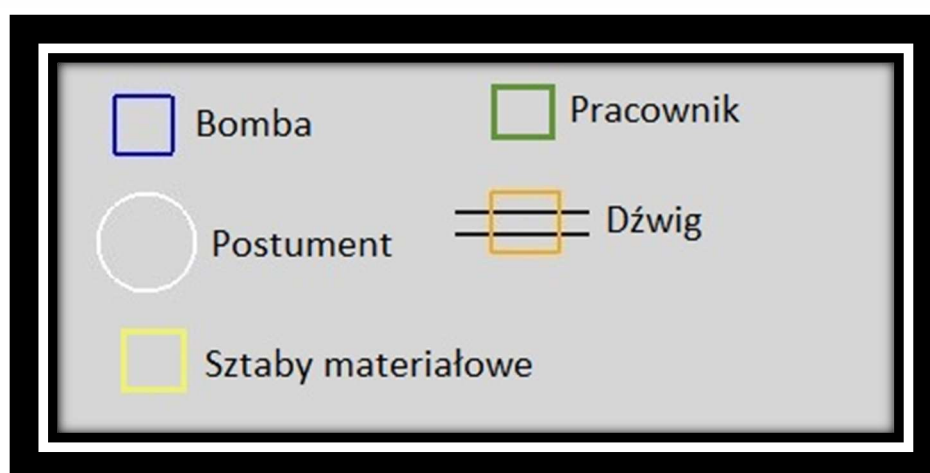 Bomba
Pracownik
Postument
Dźwig
Sztaby materiałowe